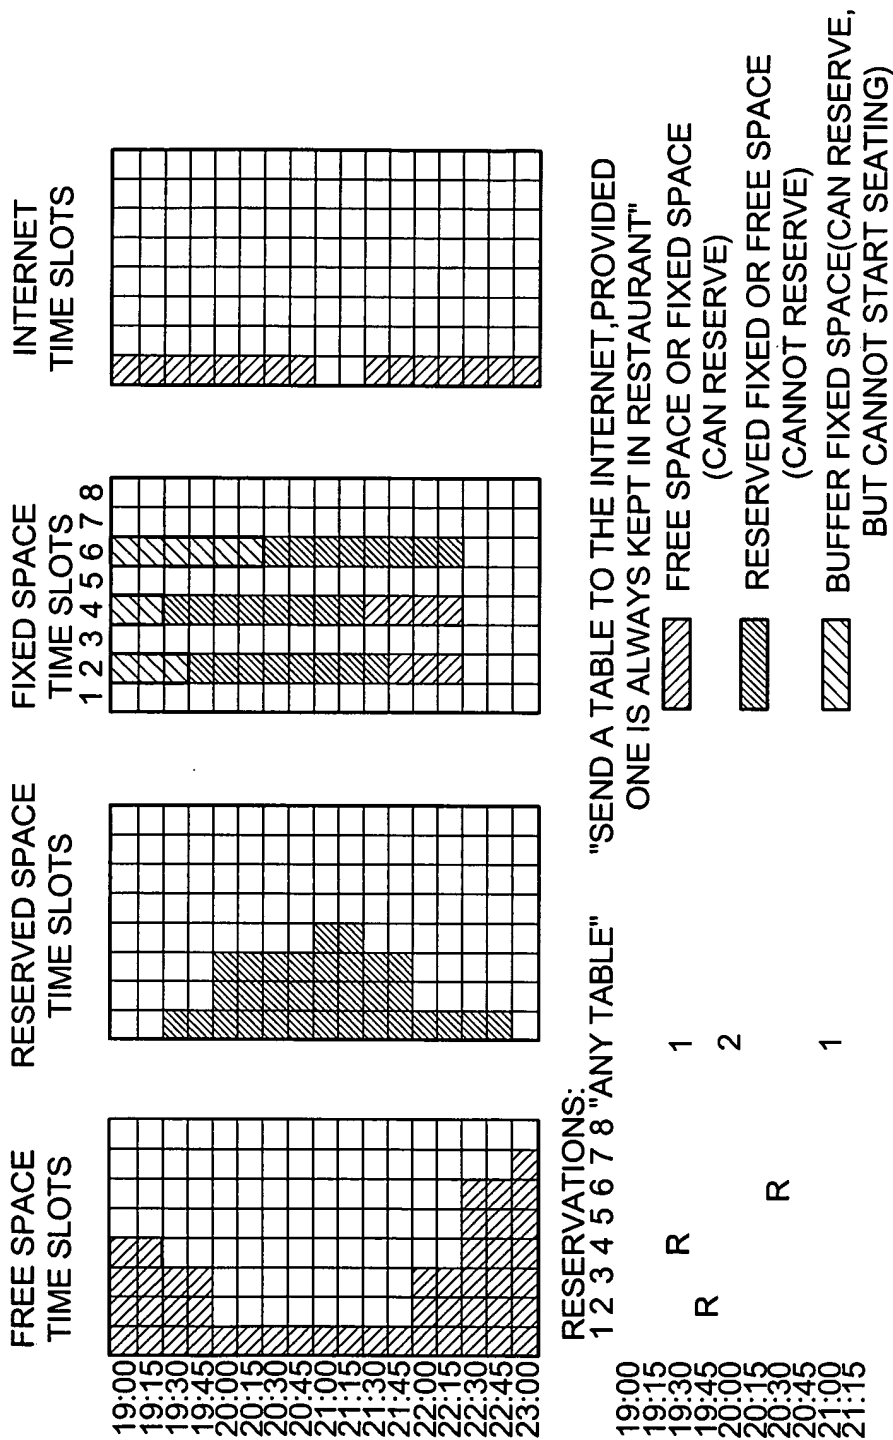 FREE SPACE
TIME SLOTS
RESERVED SPACE
TIME SLOTS
FIXED SPACE
TIME SLOTS
1 2 3 4 5 6 7 8
INTERNET
TIME SLOTS
19:00
19:15
19:30
19:45
20:00
20:15
20:30
20:45
21:00
21:15
21:30
21:45
22:00
22:15
22:30
22:45
23:00
RESERVATIONS:
1 2 3 4 5 6 7 8 "ANY TABLE"
"SEND A TABLE TO THE INTERNET,PROVIDED
ONE IS ALWAYS KEPT IN RESTAURANT"
19:00
19:15
19:30 R 1
19:45 R
20:00 2
20:15
20:30 R
20:45
21:00 1
21:15
FREE SPACE OR FIXED SPACE
(CAN RESERVE)
RESERVED FIXED OR FREE SPACE
(CANNOT RESERVE)
BUFFER FIXED SPACE(CAN RESERVE,
BUT CANNOT START SEATING)